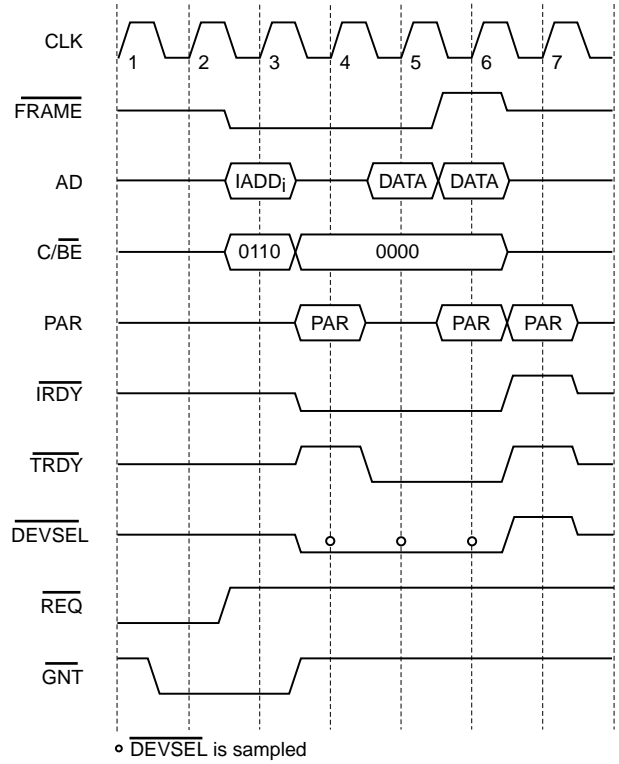 CLK
1 2 3 4 5 6 7
FRAME
AD
IADDi DATA DATA
C/BE
0110 0000
PAR
PAR PAR PAR
IRDY
TRDY
DEVSEL
REQ
GNT
DEVSEL is sampled